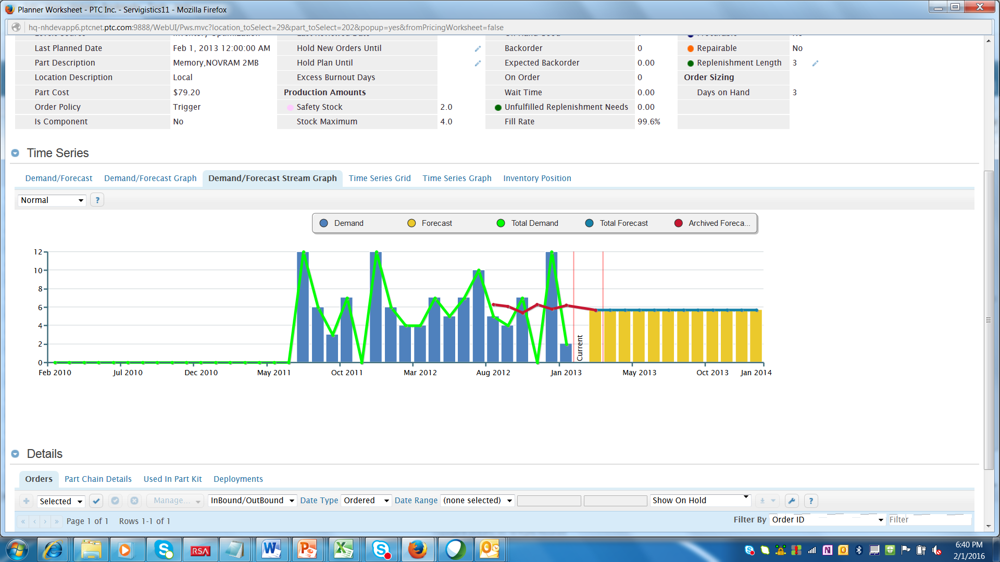 Planner Worksheet - PTC Inc. - Servigistics11 - Mozilla Firefox
hq-nhdevapp6.ptcnet.ptc.com:9888/WebUI/Pws.mvc?location_toSelect=29&part_toSelect=202&popup=yes&fromPricingWorksheet=false
Last Planned Date Feb 1, 2013 12:00:00 AM Hold New Orders Until Backorder 0 Repairable No
Part Description Memory,NOVRAM 2MB Hold Plan Until Expected Backorder 0.00 Replenishment Length 3
Location Description Local Excess Burnout Days On Order 0 Order Sizing
Part Cost $79.20 Production Amounts Wait Time 0.00 Days on Hand 3
Order Policy Trigger Safety Stock 2.0 Unfulfilled Replenishment Needs 0.00
Is Component No Stock Maximum 4.0 Fill Rate 99.6%
Time Series
Demand/Forecast Demand/Forecast Graph Demand/Forecast Stream Graph Time Series Grid Time Series Graph Inventory Position
Normal ?
Demand Forecast Total Demand Total Forecast Archived Foreca...
12
10
8
6
4
2
0
Current
Feb 2010 Jul 2010 Dec 2010 May 2011 Oct 2011 Mar 2012 Aug 2012 Jan 2013 May 2013 Oct 2013 Jan 2014
Details
Orders Part Chain Details Used In Part Kit Deployments
Selected Manage... InBound/OutBound Date Type Ordered Date Range (none selected) Show On Hold ?
« ‹ › » Page 1 of 1 Rows 1-1 of 1 Filter By Order ID Filter
RSA
6:40 PM
2/1/2016